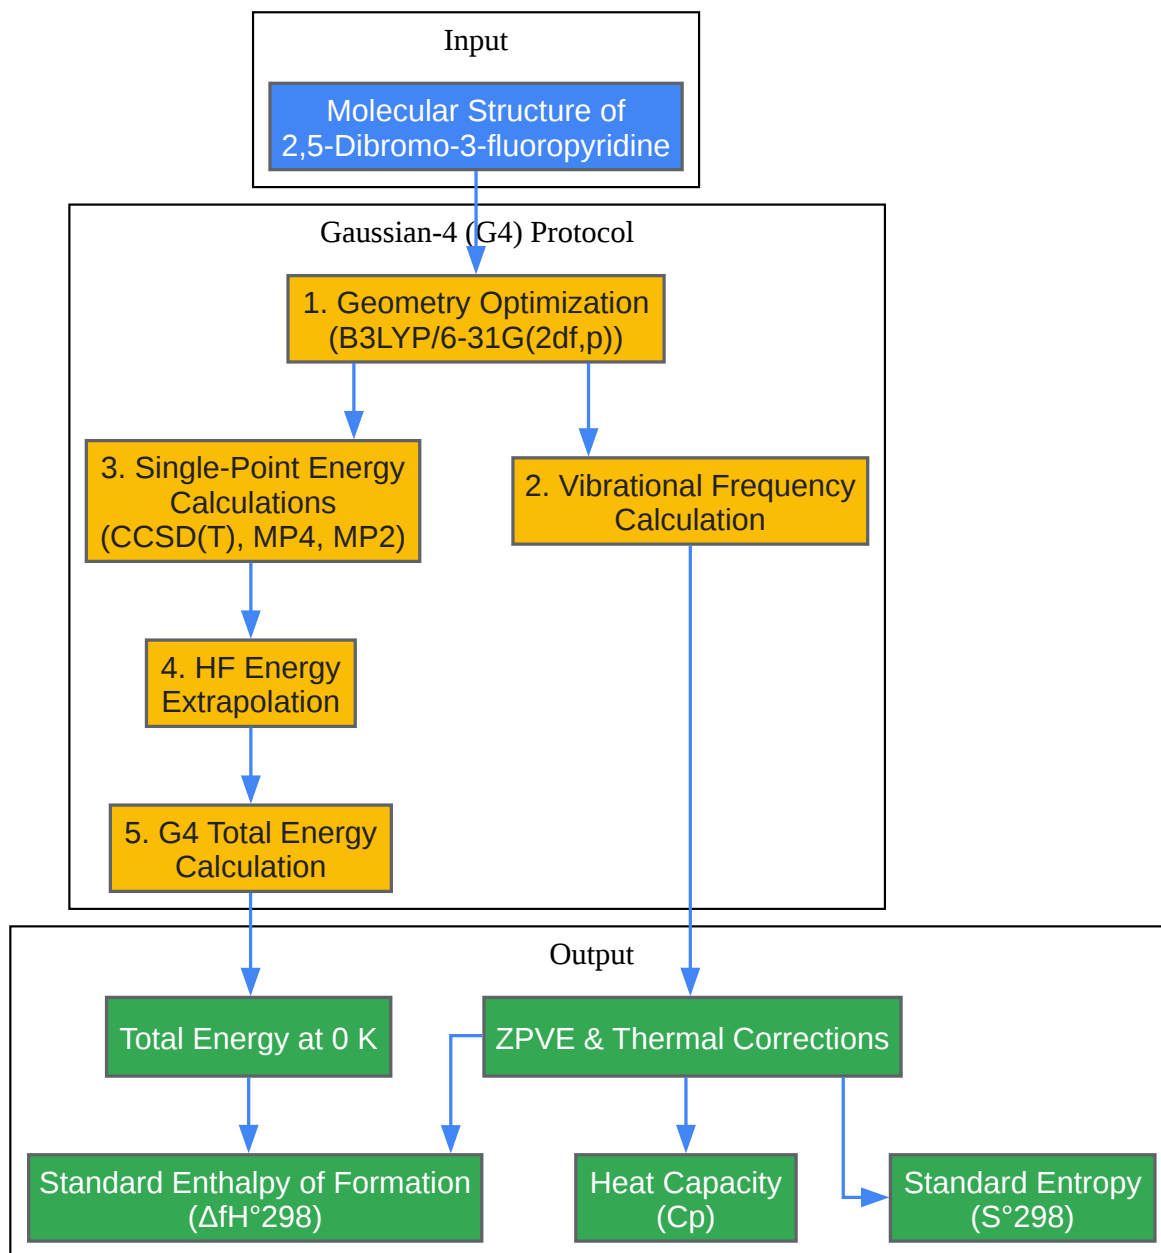 Input
Molecular Structure of
2,5-Dibromo-3-fluoropyridine
Gaussian-4 (G4) Protocol
1. Geometry Optimization
(B3LYP/6-31G(2df,p))
3. Single-Point Energy
Calculations
(CCSD(T), MP4, MP2)
2. Vibrational Frequency
Calculation
4. HF Energy
Extrapolation
5. G4 Total Energy
Calculation
Output
Total Energy at 0 K
ZPVE & Thermal Corrections
Standard Enthalpy of Formation
(ΔfH°298)
Heat Capacity
(Cp)
Standard Entropy
(S°298)